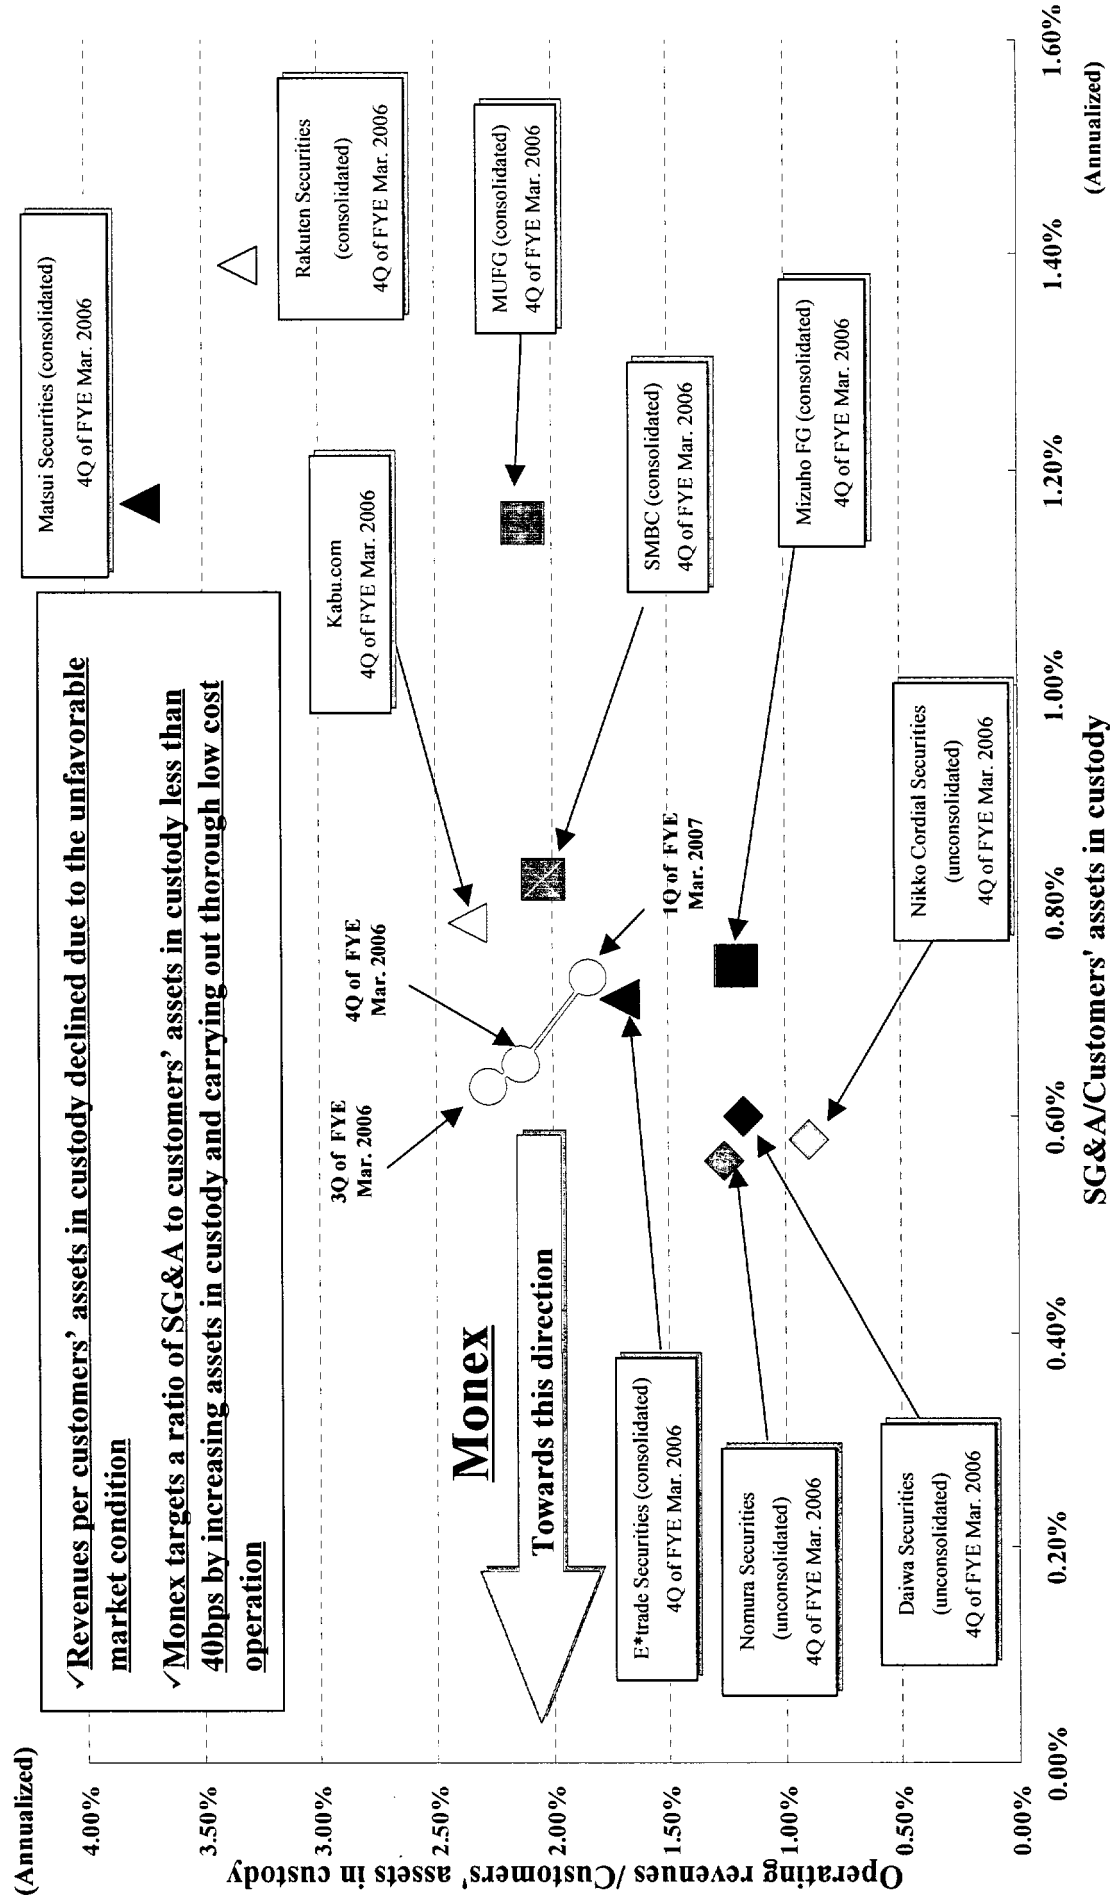 (Annualized)
✓Revenues per customers' assets in custody declined due to the unfavorable
market condition
✓Monex targets a ratio of SG&A to customers' assets in custody less than
40bps by increasing assets in custody and carrying out thorough low cost
operation
Matsui Securities (consolidated)
4Q of FYE Mar. 2006
Rakuten Securities
(consolidated)
4Q of FYE Mar. 2006
Kabu.com
4Q of FYE Mar. 2006
MUFG (consolidated)
4Q of FYE Mar. 2006
3Q of FYE
Mar. 2006
4Q of FYE
Mar. 2006
Monex
Towards this direction
SMBC (consolidated)
4Q of FYE Mar. 2006
1Q of FYE
Mar. 2007
E*trade Securities (consolidated)
4Q of FYE Mar. 2006
Mizuho FG (consolidated)
4Q of FYE Mar. 2006
Nomura Securities
(unconsolidated)
4Q of FYE Mar. 2006
Nikko Cordial Securities
(unconsolidated)
4Q of FYE Mar. 2006
Daiwa Securities
(unconsolidated)
4Q of FYE Mar. 2006
Operating revenues /Customers' assets in custody
4.00%
3.50%
3.00%
2.50%
2.00%
1.50%
1.00%
0.50%
0.00%
0.00%
0.20%
0.40%
0.60%
0.80%
1.00%
1.20%
1.40%
1.60%
SG&A/Customers' assets in custody
(Annualized)